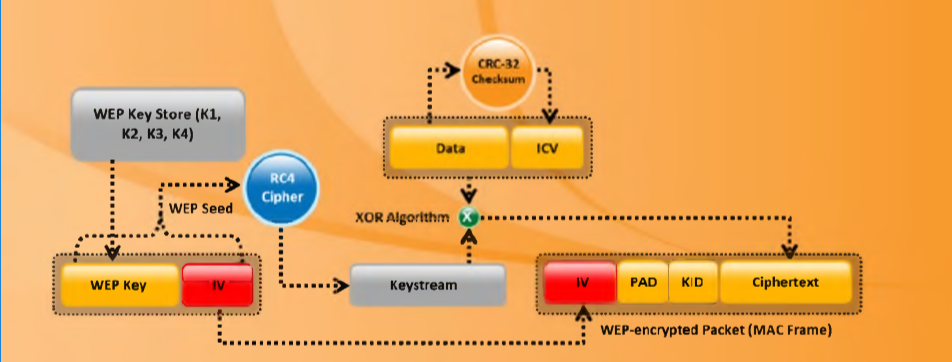 CRC-32
Checksum
WEP Key Store (K1,
K2, K3, K4)
Data
ICV
RC4
Cipher
WEP Seed
XOR Algorithm
X
WEP Key
IV
Keystream
IV
PAD
KID
Ciphertext
WEP-encrypted Packet (MAC Frame)